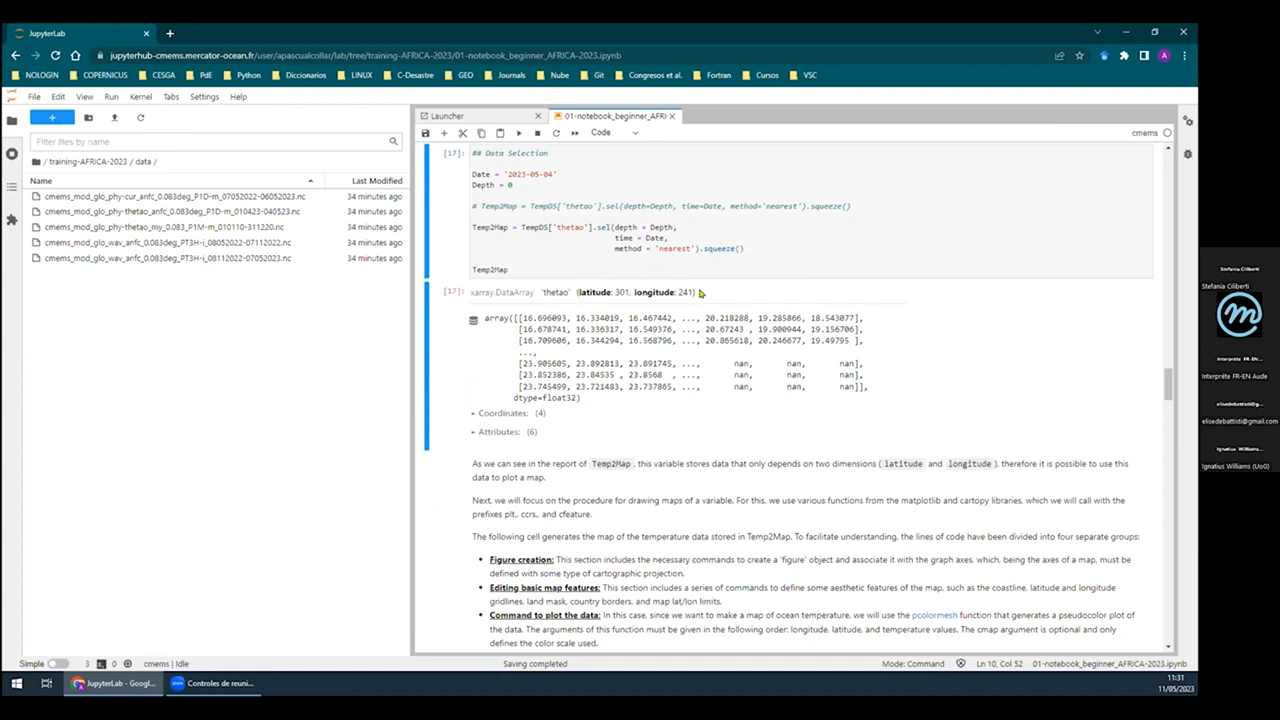 JupyterLab
jupyterhub-cmems.mercator-ocean.fr/user/apascualcollar/lab/tree/training-AFRICA-2023/01-notebook_beginner_AFRICA-2023.ipynb
NOLOGIN COPERNICUS CESGA PdE Python Diccionarios LINUX C-Desastre GEO Journals Nube Git Congresos et al. Fortran Cursos VSC
File Edit View Run Kernel Tabs Settings Help
Launcher
01-notebook_beginner_AFRI
Filter files by name
Code
cmems
/ training-AFRICA-2023 / data /
Name Last Modified
cmems_mod_glo_phy-cur_anfc_0.083deg_P1D-m_07052022-06052023.nc 34 minutes ago
cmems_mod_glo_phy-thetao_anfc_0.083deg_P1D-m_010423-040523.nc 34 minutes ago
cmems_mod_glo_phy-thetao_my_0.083deg_P1M-m_010110-311220.nc 34 minutes ago
cmems_mod_glo_wav_anfc_0.083deg_PT3H-i_08052022-07112022.nc 34 minutes ago
cmems_mod_glo_wav_anfc_0.083deg_PT3H-i_08112022-07052023.nc 34 minutes ago
[17]: ## Data Selection
Date = '2023-05-04'
Depth = 0
# Temp2Map = TempDS['thetao'].sel(depth=Depth, time=Date, method='nearest').squeeze()
Temp2Map = TempDS['thetao'].sel(depth = Depth,
time = Date,
method = 'nearest').squeeze()
Temp2Map
[17]: xarray.DataArray 'thetao' (latitude: 301, longitude: 241)
array([[16.696093, 16.334019, 16.467442, ..., 20.218288, 19.285866, 18.543077],
[16.678741, 16.336317, 16.549376, ..., 20.67243 , 19.900944, 19.156706],
[16.709606, 16.344294, 16.568796, ..., 20.865618, 20.246677, 19.49795 ],
...,
[23.905605, 23.892813, 23.891745, ..., nan, nan, nan],
[23.852386, 23.84535 , 23.8568 , ..., nan, nan, nan],
[23.745499, 23.721483, 23.737865, ..., nan, nan, nan]],
dtype=float32)
Coordinates: (4)
Attributes: (6)
As we can see in the report of Temp2Map, this variable stores data that only depends on two dimensions (latitude and longitude), therefore it is possible to use this
data to plot a map.
Next, we will focus on the procedure for drawing maps of a variable. For this, we use various functions from the matplotlib and cartopy libraries, which we will call with the
prefixes plt., ccrs., and cfeature.
The following cell generates the map of the temperature data stored in Temp2Map. To facilitate understanding, the lines of code have been divided into four separate groups:
• Figure creation: This section includes the necessary commands to create a 'figure' object and associate it with the graph axes, which, being the axes of a map, must be
defined with some type of cartographic projection.
• Editing basic map features: This section includes a series of commands to define some aesthetic features of the map, such as the coastline, latitude and longitude
gridlines, land mask, country borders, and map lat/lon limits.
• Command to plot the data: In this case, since we want to make a map of ocean temperature, we will use the pcolormesh function that generates a pseudocolor plot of
the data. The arguments of this function must be given in the following order: longitude, latitude, and temperature values. The cmap argument is optional and only
defines the color scale used.
Simple 3 0 cmems | Idle
Saving completed
Mode: Command Ln 10, Col 52 01-notebook_beginner_AFRICA-2023.ipynb
JupyterLab - Googl...
Controles de reuni...
11:31
11/05/2023
Stefania Ciliberti
Stefania Ciliberti
Interprète FR-EN...
Interprète FR-EN Aude
elisedebattisti@g...
elisedebattisti@gmail.com
Ignatius Williams...
Ignatius Williams (UoG)